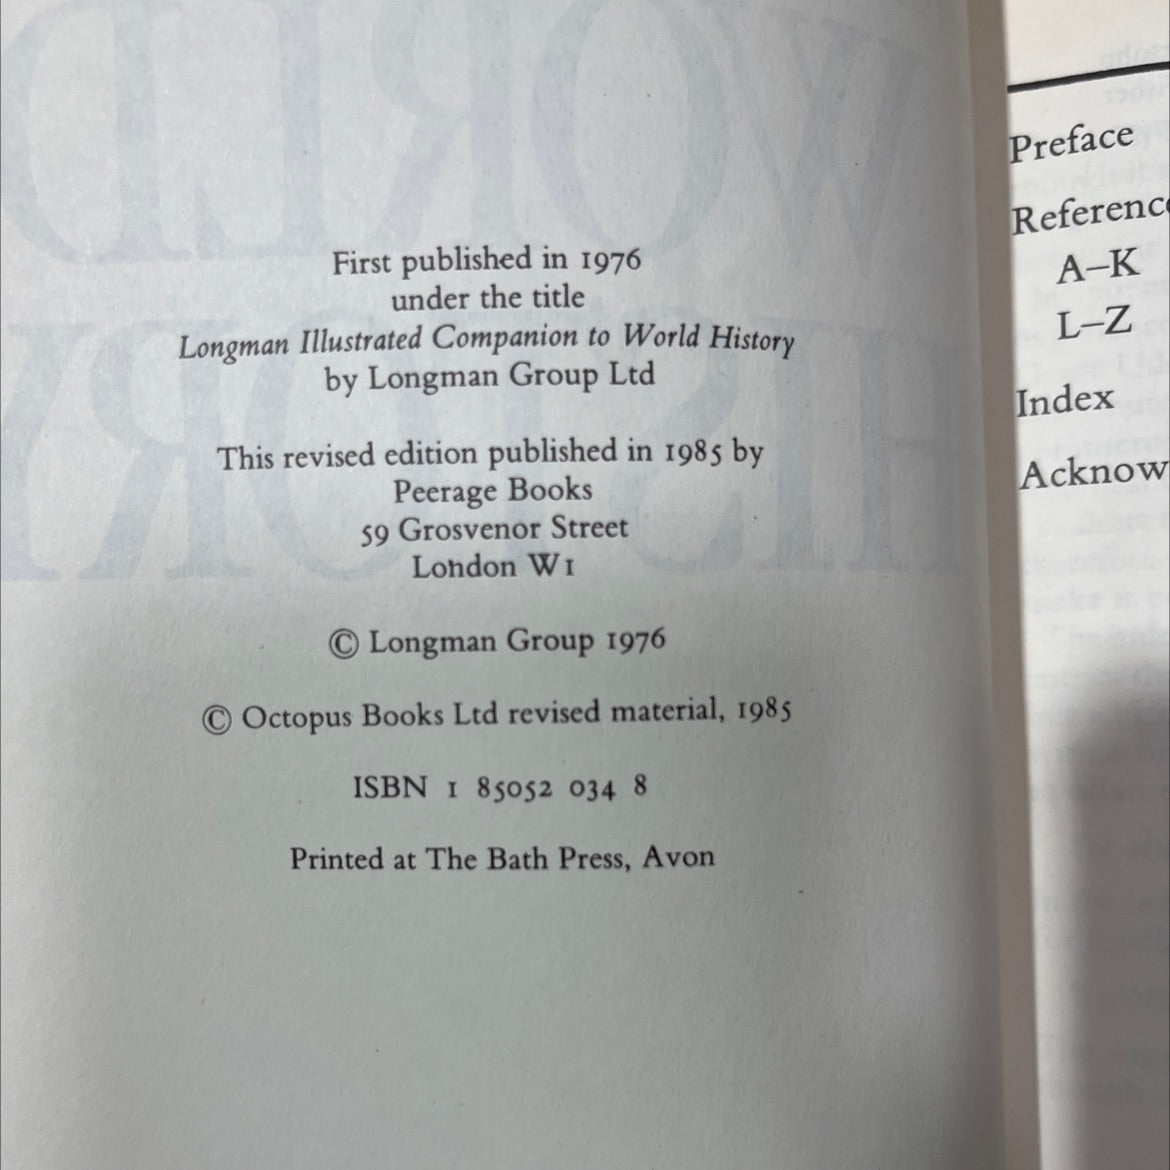 First published in 1976
under the title
Longman Illustrated Companion to World History
by Longman Group Ltd
This revised edition published in 1985 by
Peerage Books
59 Grosvenor Street
London W1
© Longman Group 1976
© Octopus Books Ltd revised material, 1985
ISBN 1 85052 034 8
Printed at The Bath Press, Avon
Preface
Referenc
A–K
L–Z
Index
Acknow